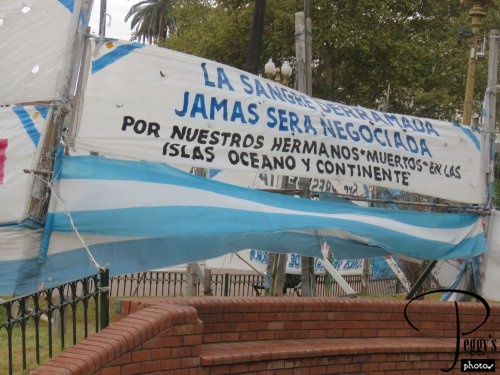 LA SANGRE DERRAMADA
JAMAS SERA NEGOCIADA
POR NUESTROS HERMANOS*MUERTOS*EN LAS
ISLAS OCEANO Y CONTINENTE
Peggy's
photos